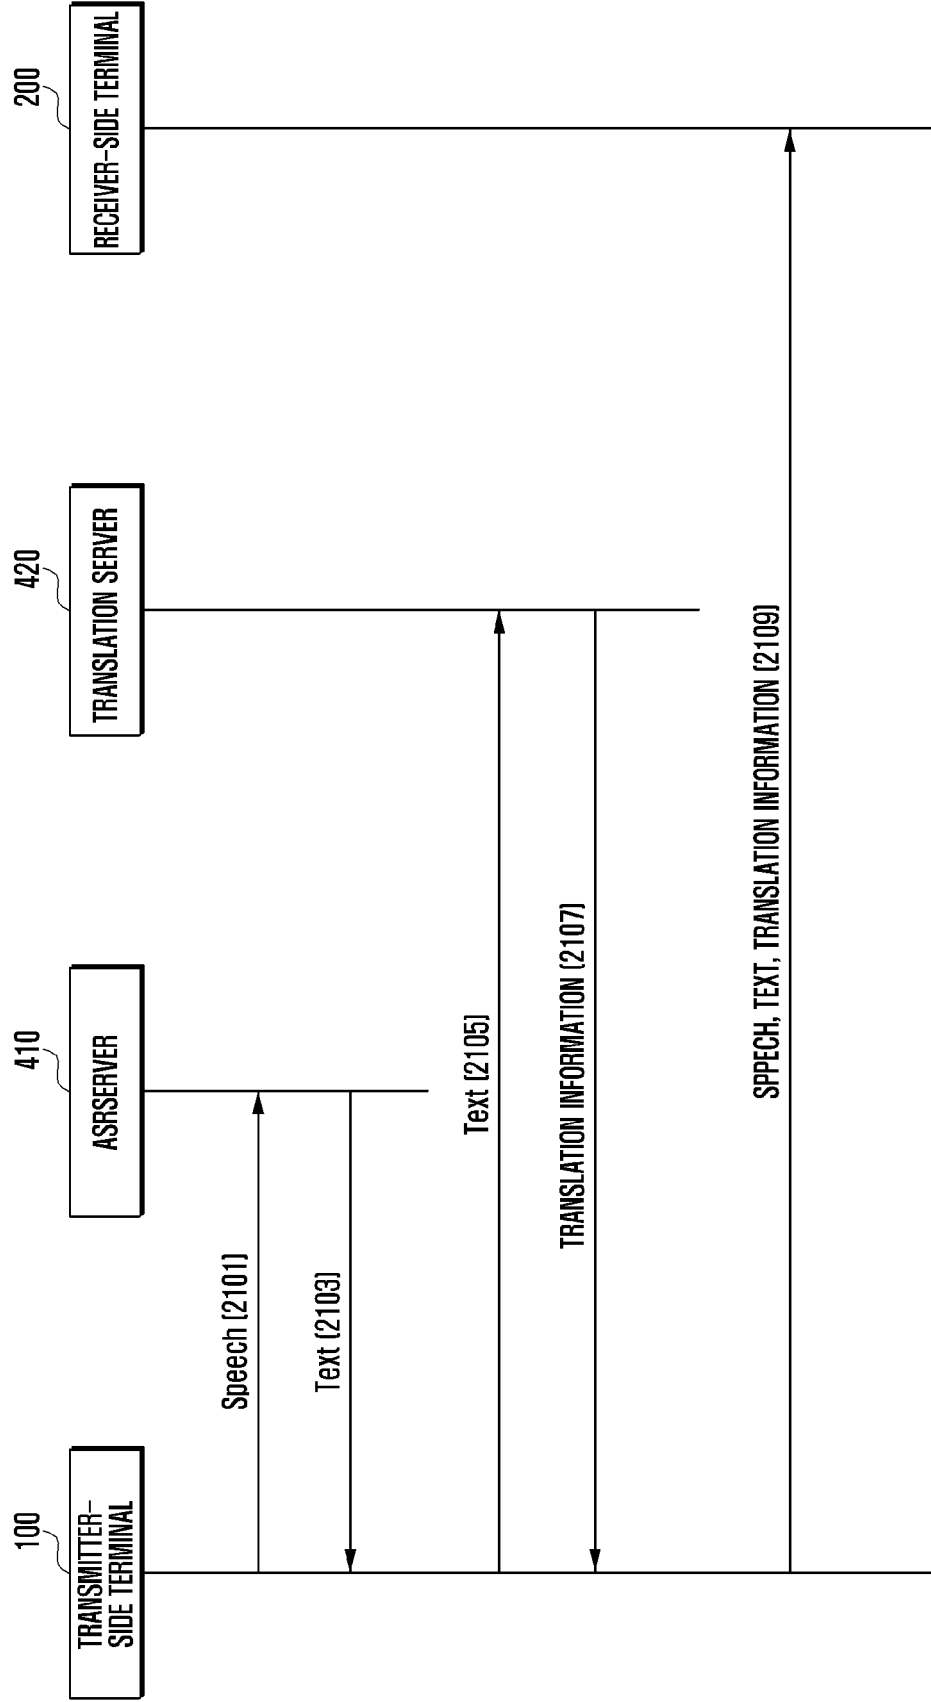 100
TRANSMITTER-
SIDE TERMINAL
410
ASRSERVER
420
TRANSLATION SERVER
200
RECEIVER-SIDE TERMINAL
Speech (2101)
Text (2103)
Text (2105)
TRANSLATION INFORMATION (2107)
SPPECH, TEXT, TRANSLATION INFORMATION (2109)